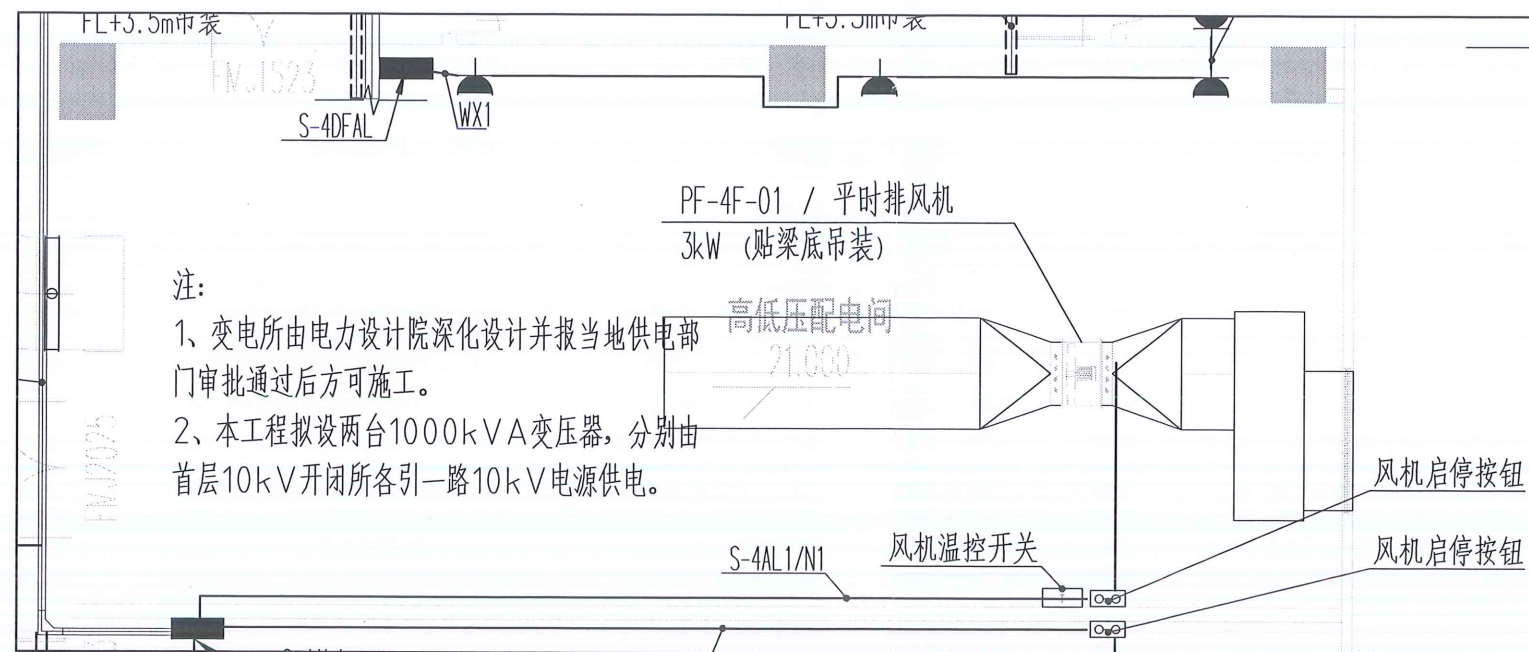 FL+3.5m吊装
FL+3.5m吊装
FMJ1523
S-4DFAL
WX1
PF-4F-01 / 平时排风机
3kW (贴梁底吊装)
高低压配电间
21.000
注:
1、变电所由电力设计院深化设计并报当地供电部
门审批通过后方可施工。
2、本工程拟设两台1000kVA变压器，分别由
首层10kV开闭所各引一路10kV电源供电。
FMJ2025
风机启停按钮
S-4AL1/N1
风机温控开关
风机启停按钮